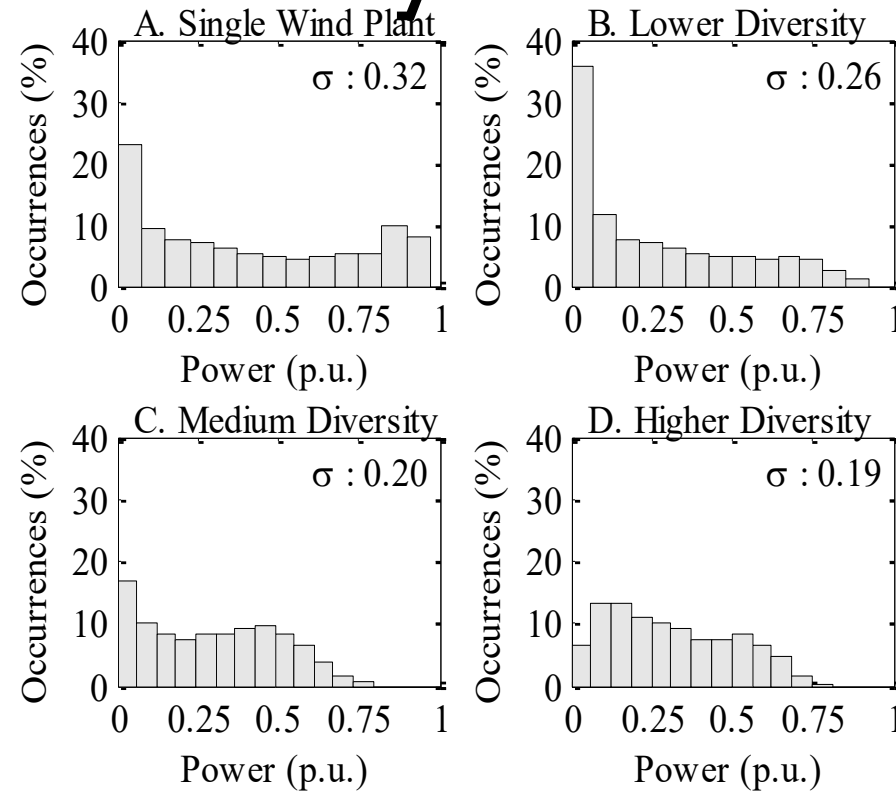 A. Single Wind Plant
σ : 0.32
Occurrences (%)
40
30
20
10
0
0 0.25 0.5 0.75 1
Power (p.u.)
B. Lower Diversity
σ : 0.26
Occurrences (%)
40
30
20
10
0
0 0.25 0.5 0.75 1
Power (p.u.)
C. Medium Diversity
σ : 0.20
Occurrences (%)
40
30
20
10
0
0 0.25 0.5 0.75 1
Power (p.u.)
D. Higher Diversity
σ : 0.19
Occurrences (%)
40
30
20
10
0
0 0.25 0.5 0.75 1
Power (p.u.)